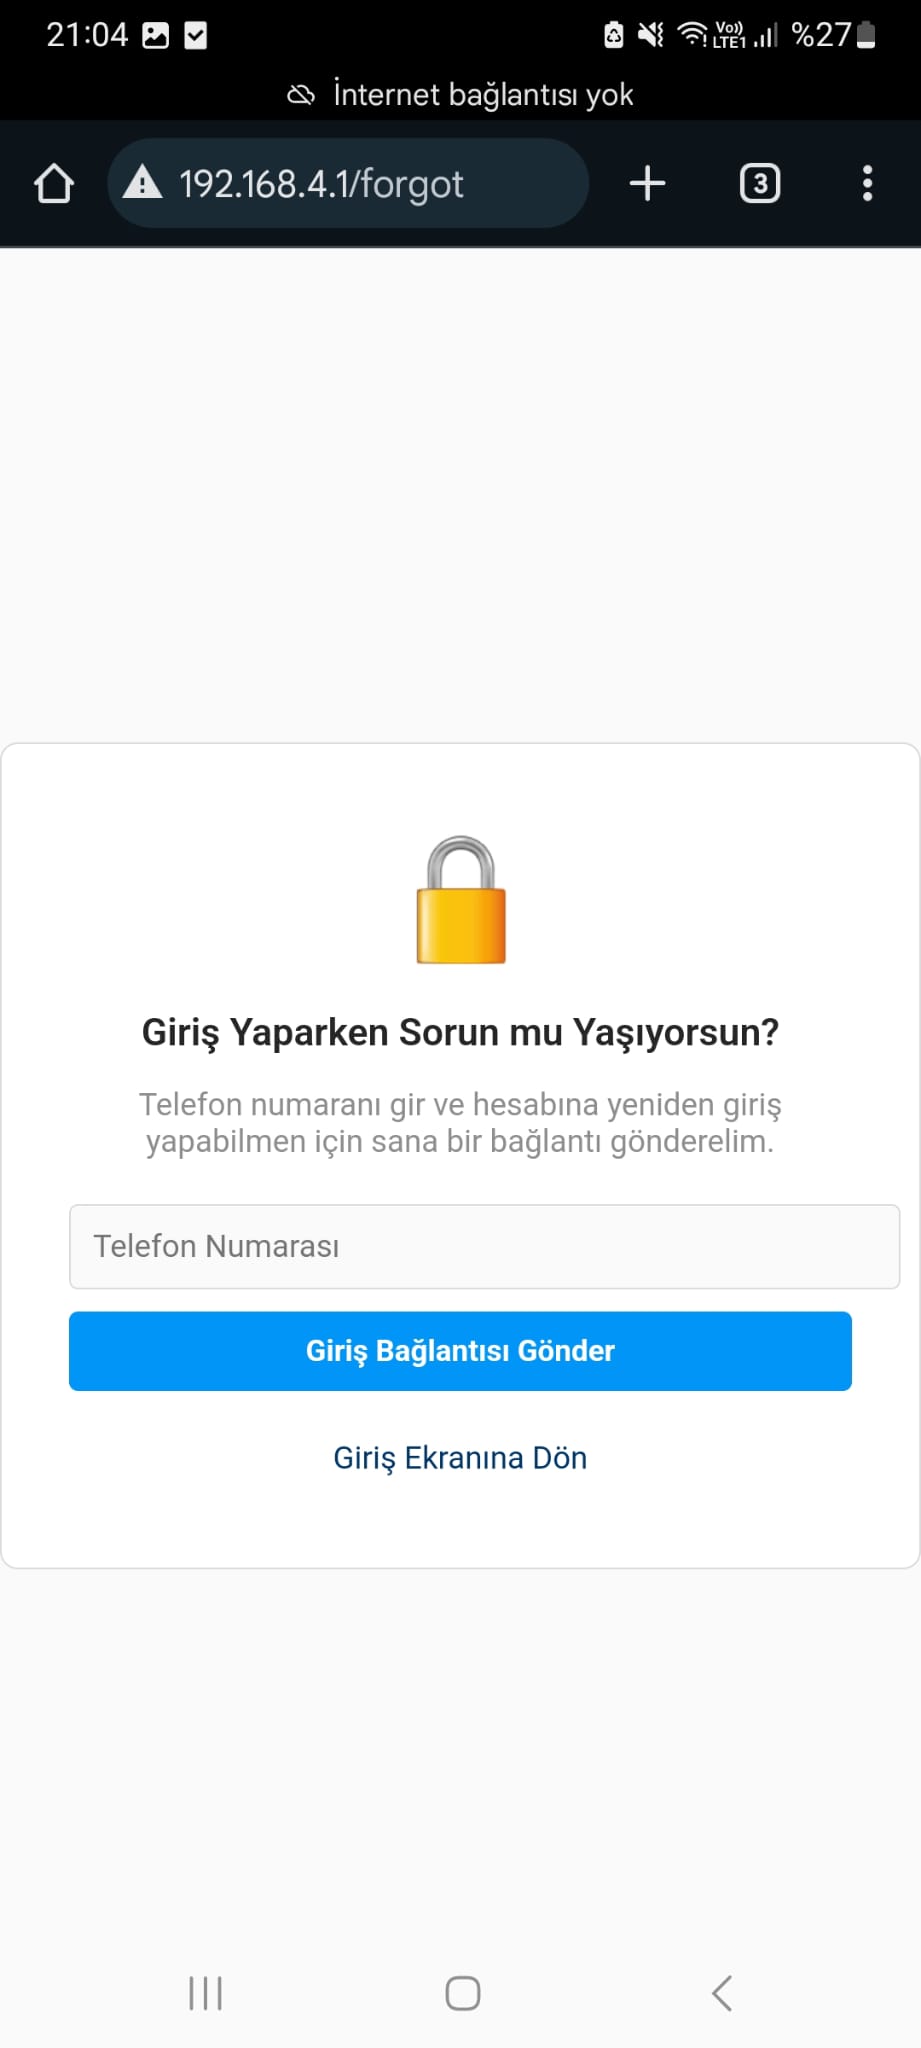 21:04
Vo)) LTE1 %27
İnternet bağlantısı yok
192.168.4.1/forgot
3
Giriş Yaparken Sorun mu Yaşıyorsun?
Telefon numaranı gir ve hesabına yeniden giriş
yapabilmen için sana bir bağlantı gönderelim.
Telefon Numarası
Giriş Bağlantısı Gönder
Giriş Ekranına Dön